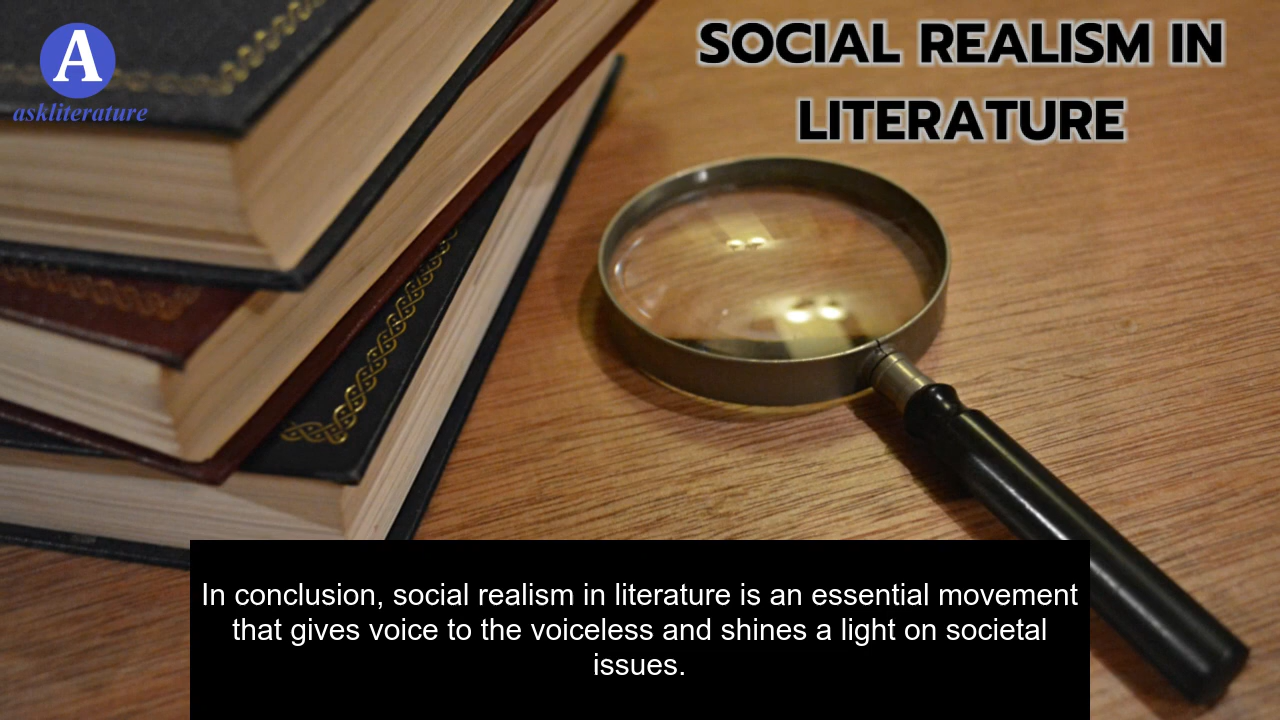 A
askliterature
SOCIAL REALISM IN
LITERATURE
In conclusion, social realism in literature is an essential movement
that gives voice to the voiceless and shines a light on societal
issues.